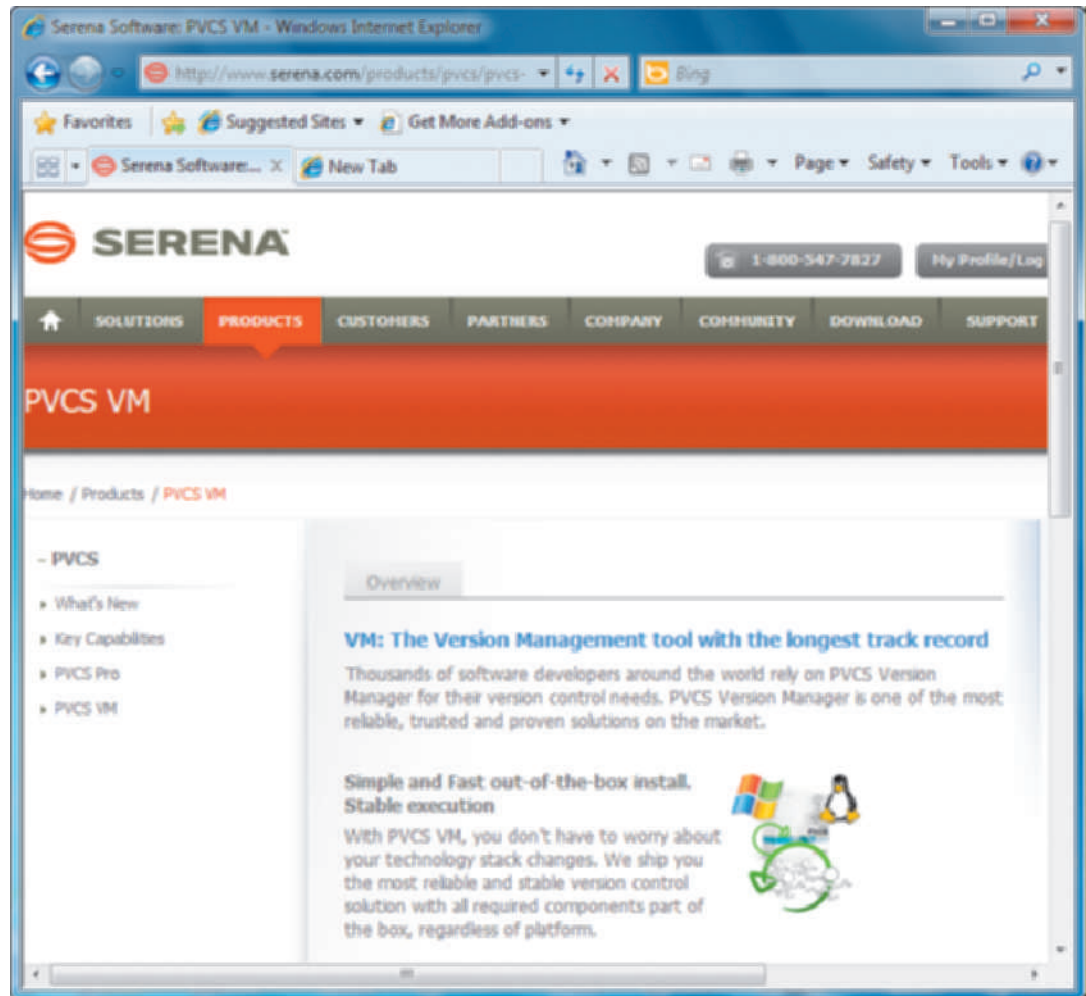 Serena Software: PVCS VM - Windows Internet Explorer
http://www.serena.com/products/pvcs/pvcs- Bing
Favorites Suggested Sites Get More Add-ons
Serena Software:... New Tab Page Safety Tools
SERENA
1-800-547-7827 My Profile/Log
SOLUTIONS PRODUCTS CUSTOMERS PARTNERS COMPANY COMMUNITY DOWNLOAD SUPPORT
PVCS VM
Home / Products / PVCS VM
- PVCS
What's New
Key Capabilities
PVCS Pro
PVCS VM
Overview
VM: The Version Management tool with the longest track record
Thousands of software developers around the world rely on PVCS Version
Manager for their version control needs. PVCS Version Manager is one of the most
reliable, trusted and proven solutions on the market.
Simple and Fast out-of-the-box install.
Stable execution
With PVCS VM, you don't have to worry about
your technology stack changes. We ship you
the most reliable and stable version control
solution with all required components part of
the box, regardless of platform.